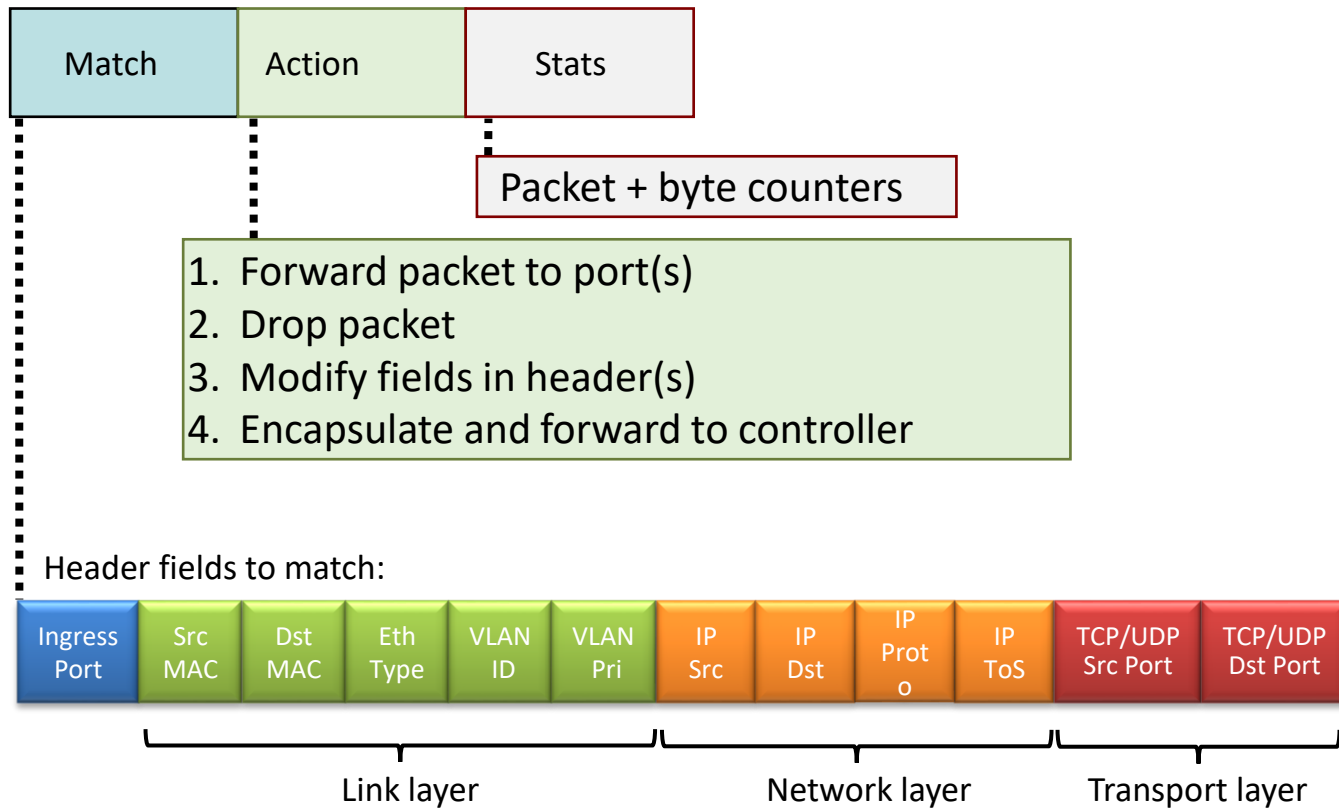 Match
Action
Stats
Packet + byte counters
1. Forward packet to port(s)
2. Drop packet
3. Modify fields in header(s)
4. Encapsulate and forward to controller
Header fields to match:
Ingress
Port
Src
MAC
Dst
MAC
Eth
Type
VLAN
ID
VLAN
Pri
IP
Src
IP
Dst
IP
Prot
o
IP
ToS
TCP/UDP
Src Port
TCP/UDP
Dst Port
Link layer
Network layer
Transport layer